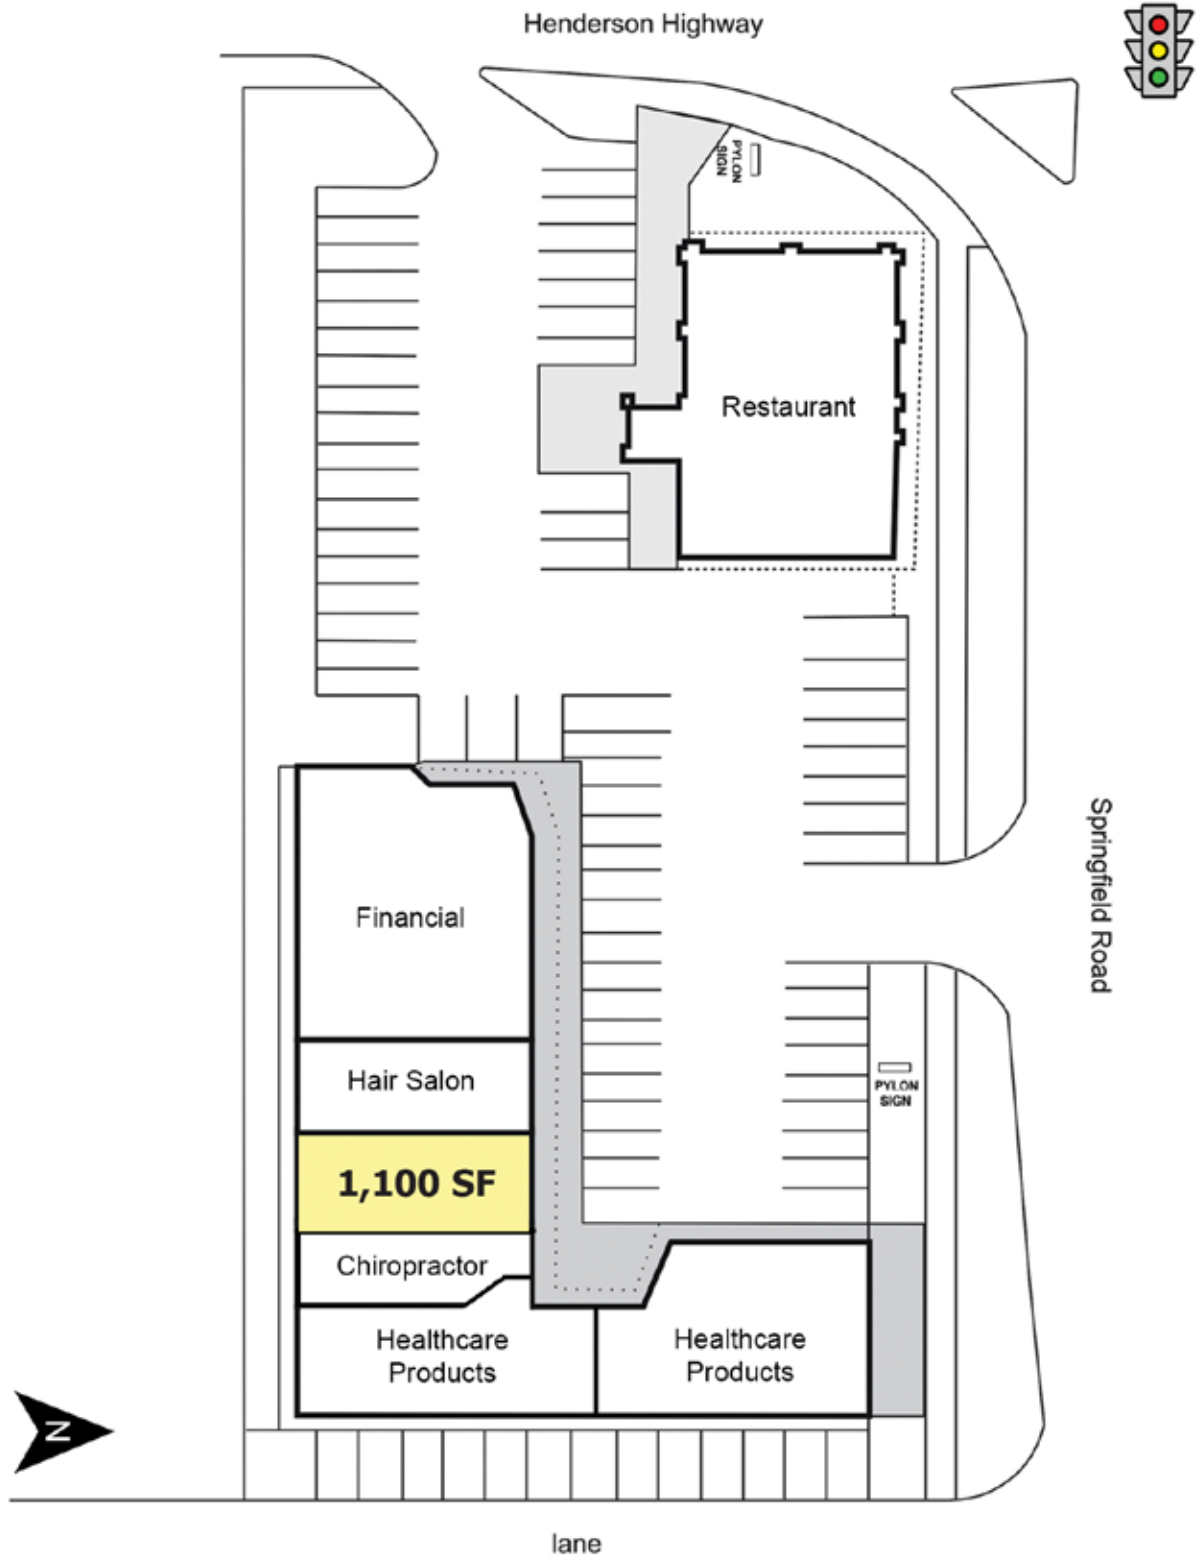 Henderson Highway
PYLON
SIGN
Restaurant
Springfield Road
Financial
Hair Salon
PYLON
SIGN
1,100 SF
Chiropractor
Healthcare
Products
Healthcare
Products
N
lane